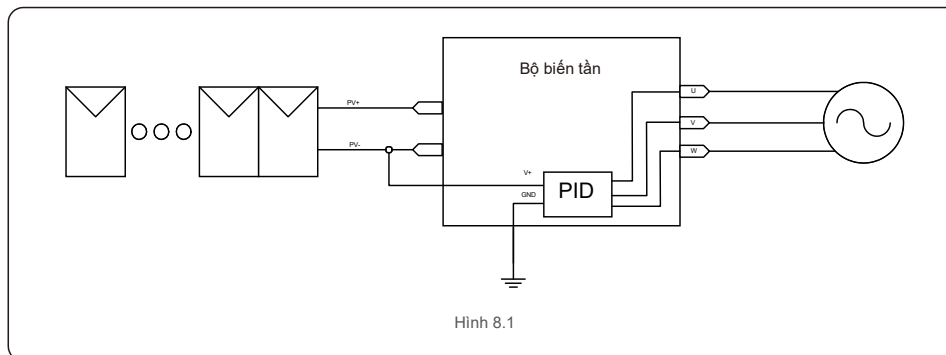 Bộ biến tần
PV+
PV-
U
V
W
V+
GND
PID
Hình 8.1